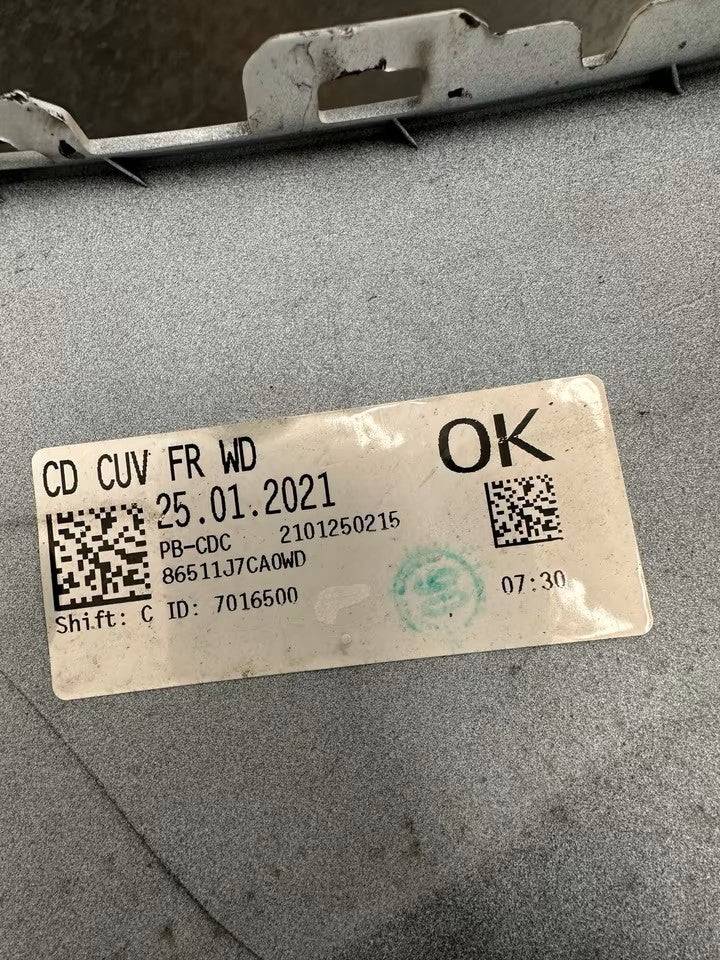 CD CUV FR WD
OK
25.01.2021
PB-CDC 2101250215
86511J7CA0WD
Shift: C ID: 7016500
07:30